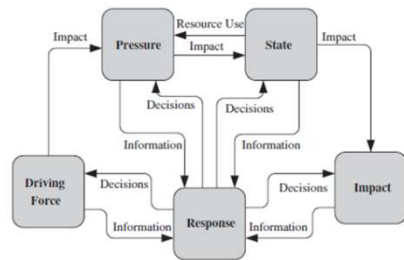 Resource Use
Impact
Pressure
Impact
State
Impact
Decisions
Decisions
Information
Information
Driving
Force
Decisions
Information
Response
Decisions
Information
Impact